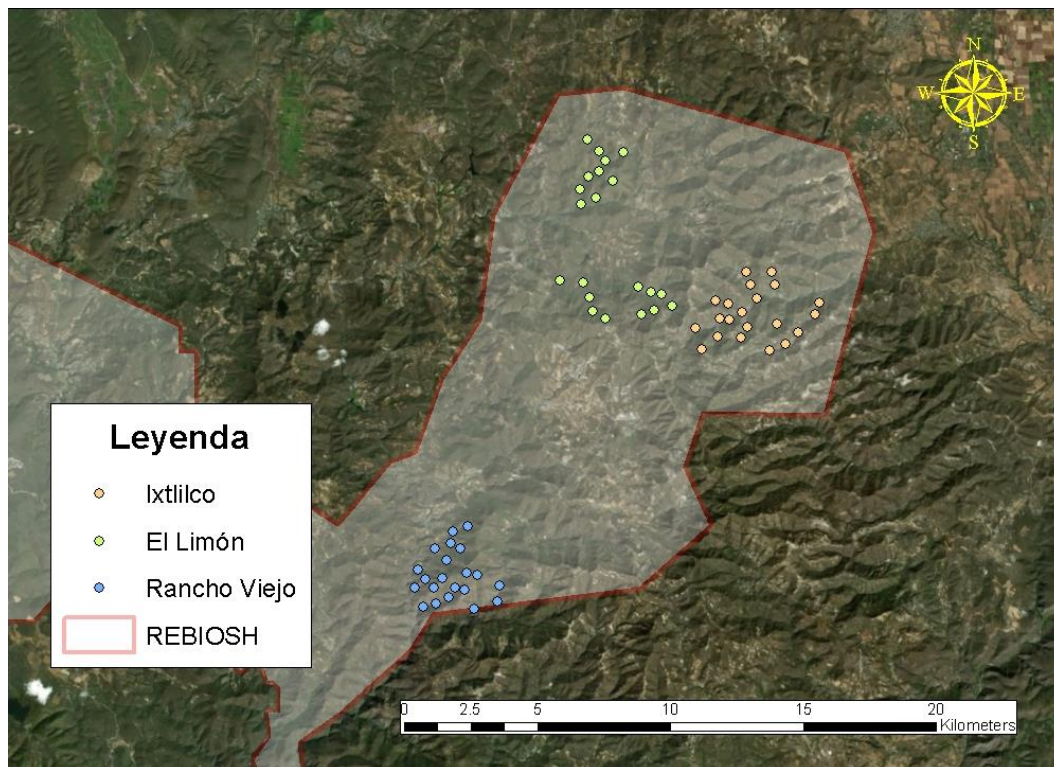 N
W E
S
Leyenda
Ixtlilco
El Limón
Rancho Viejo
REBIOSH
0 2.5 5 10 15 20
Kilometers